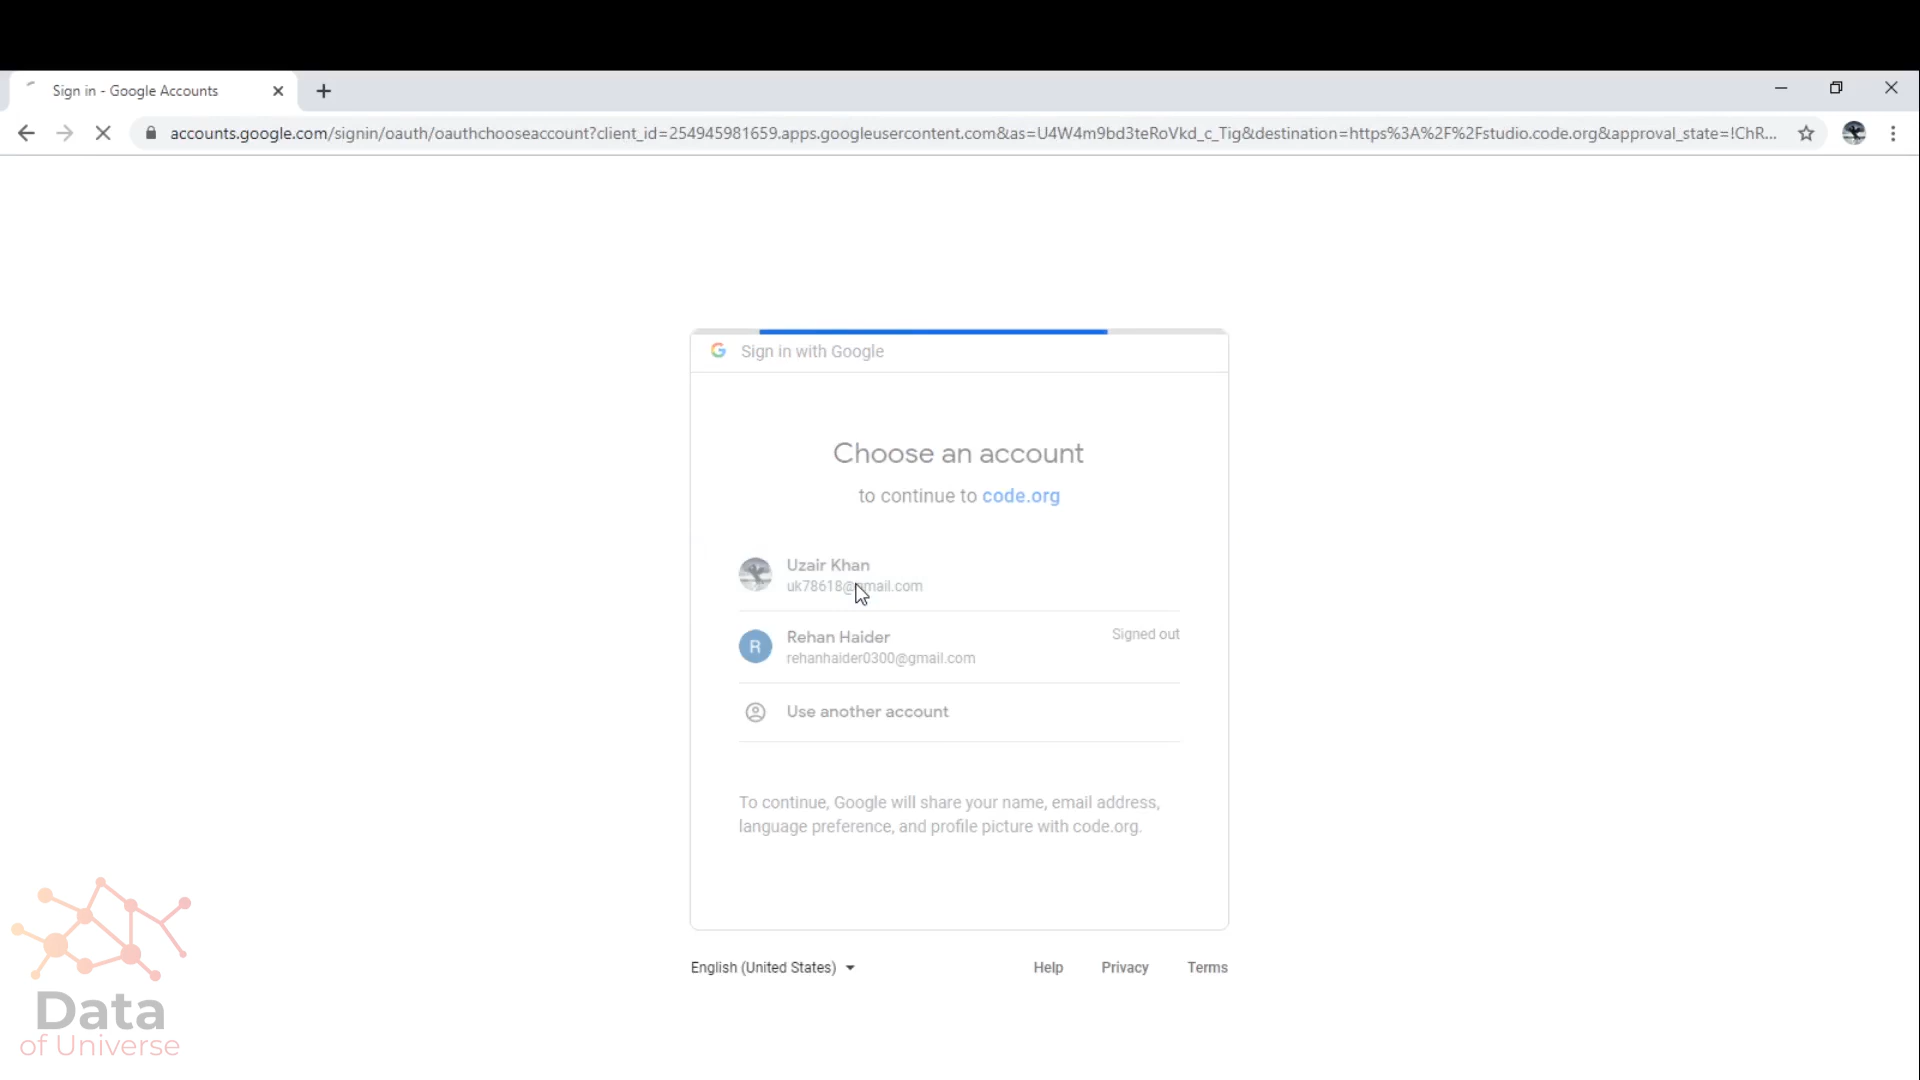 Sign in - Google Accounts
accounts.google.com/signin/oauth/oauthchooseaccount?client_id=254945981659.apps.googleusercontent.com&as=U4W4m9bd3teRoVkd_c_Tig&destination=https%3A%2F%2Fstudio.code.org&approval_state=!ChR...
Sign in with Google
Choose an account
to continue to code.org
Uzair Khan
uk78618@gmail.com
R
Rehan Haider
Signed out
rehanhaider0300@gmail.com
Use another account
To continue, Google will share your name, email address,
language preference, and profile picture with code.org.
English (United States)
Help
Privacy
Terms
Data
of Universe